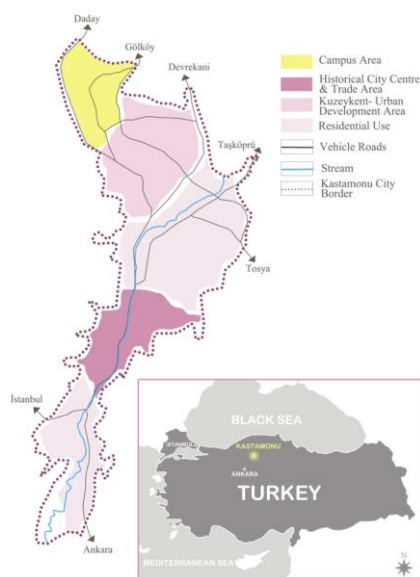 Daday
Gölköy
Devrekani
Taşköprü
Tosya
İstanbul
Ankara
Campus Area
Historical City Centre
& Trade Area
Kuzeykent- Urban
Development Area
Residential Use
Vehicle Roads
Stream
Kastamonu City
Border
BLACK SEA
İSTANBUL
KASTAMONU
ANKARA
TURKEY
MEDITERRANEAN SEA
N